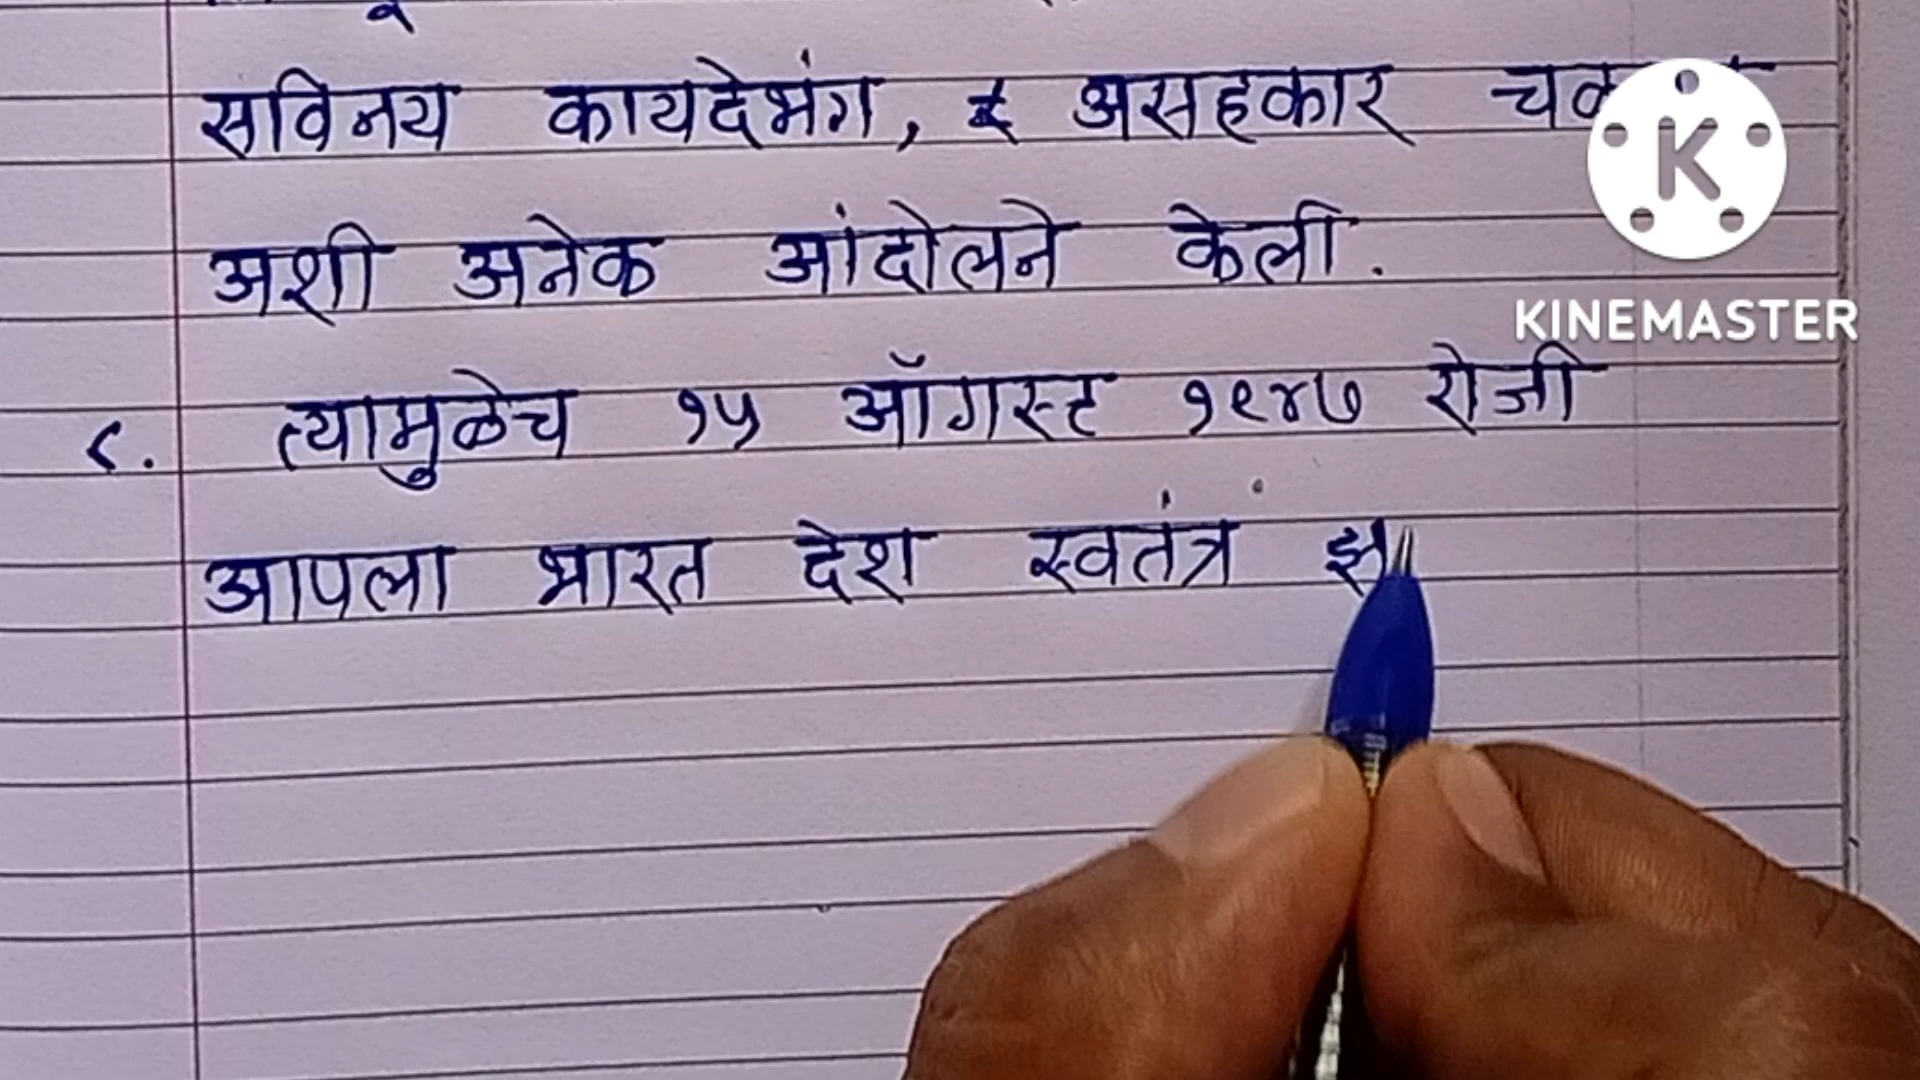 सविनय कायदेभंग, असहकार
अशी अनेक आंदोलने केली.
KINEMASTER
८. त्यामुळेच १५ ऑगस्ट १९४७ रोजी
आपला भारत देश स्वतंत्र